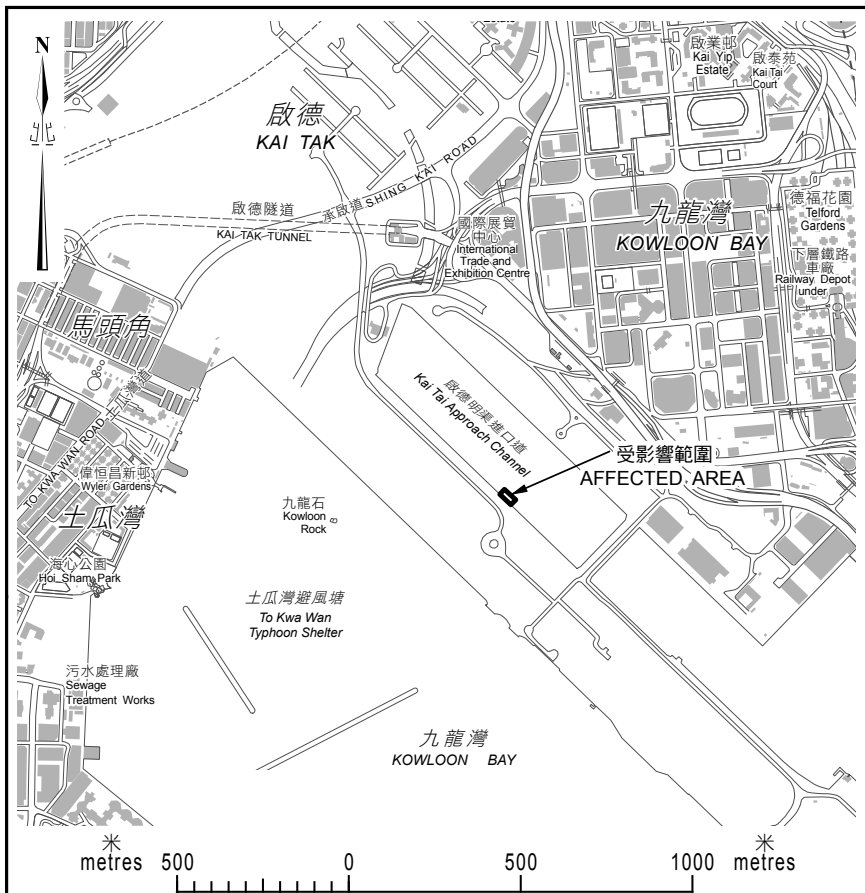 N
Estate
啟業邨
Kai Yip
Estate
啟泰苑
Kai Tai
Court
啟德
KAI TAK
承啟道 SHING KAI ROAD
啟德隧道
KAI TAK TUNNEL
國際展貿
中心
International
Trade and
Exhibition Centre
九龍灣
KOWLOON BAY
德福花園
Telford
Gardens
下層鐵路
車廠
Railway Depot
under
馬頭角
TO KWA WAN ROAD 土瓜灣道
啟德明渠進口道
Kai Tai Approach Channel
受影響範圍
AFFECTED AREA
偉恒昌新邨
Wyler Gardens
土瓜灣
九龍石
Kowloon
Rock
海心公園
Hoi Sham Park
土瓜灣避風塘
To Kwa Wan
Typhoon Shelter
污水處理廠
Sewage
Treatment Works
九龍灣
KOWLOON BAY
米
metres
500
0
500
1000
米
metres